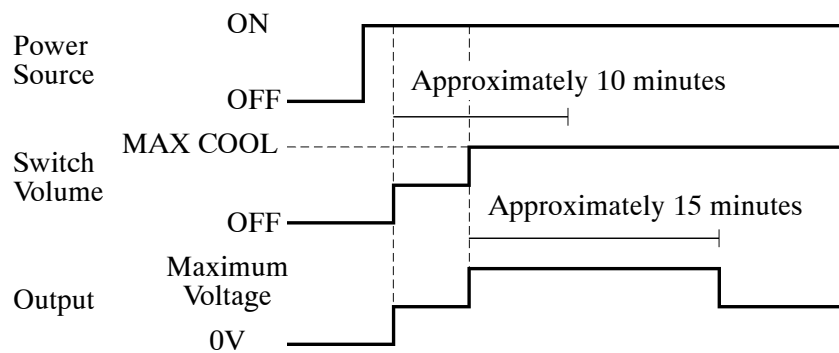 ON
Power
Source
OFF
Approximately 10 minutes
MAX COOL
Switch
Volume
OFF
Approximately 15 minutes
Maximum
Voltage
Output
0V